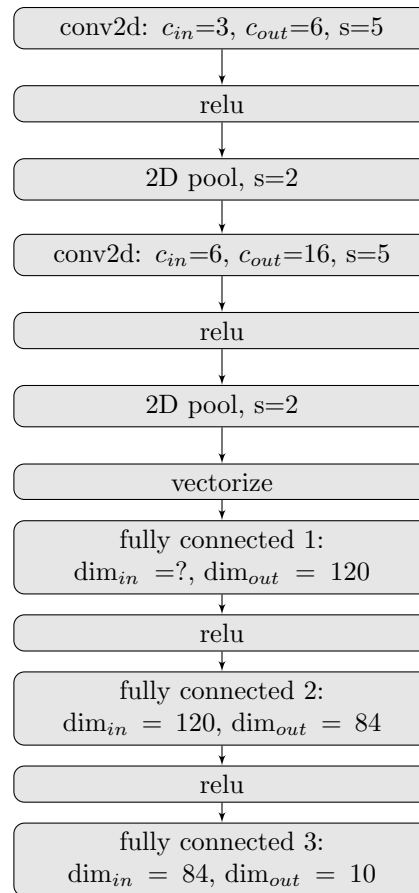 conv2d: c_in=3, c_out=6, s=5
relu
2D pool, s=2
conv2d: c_in=6, c_out=16, s=5
relu
2D pool, s=2
vectorize
fully connected 1:
dim_in =?, dim_out = 120
relu
fully connected 2:
dim_in = 120, dim_out = 84
relu
fully connected 3:
dim_in = 84, dim_out = 10